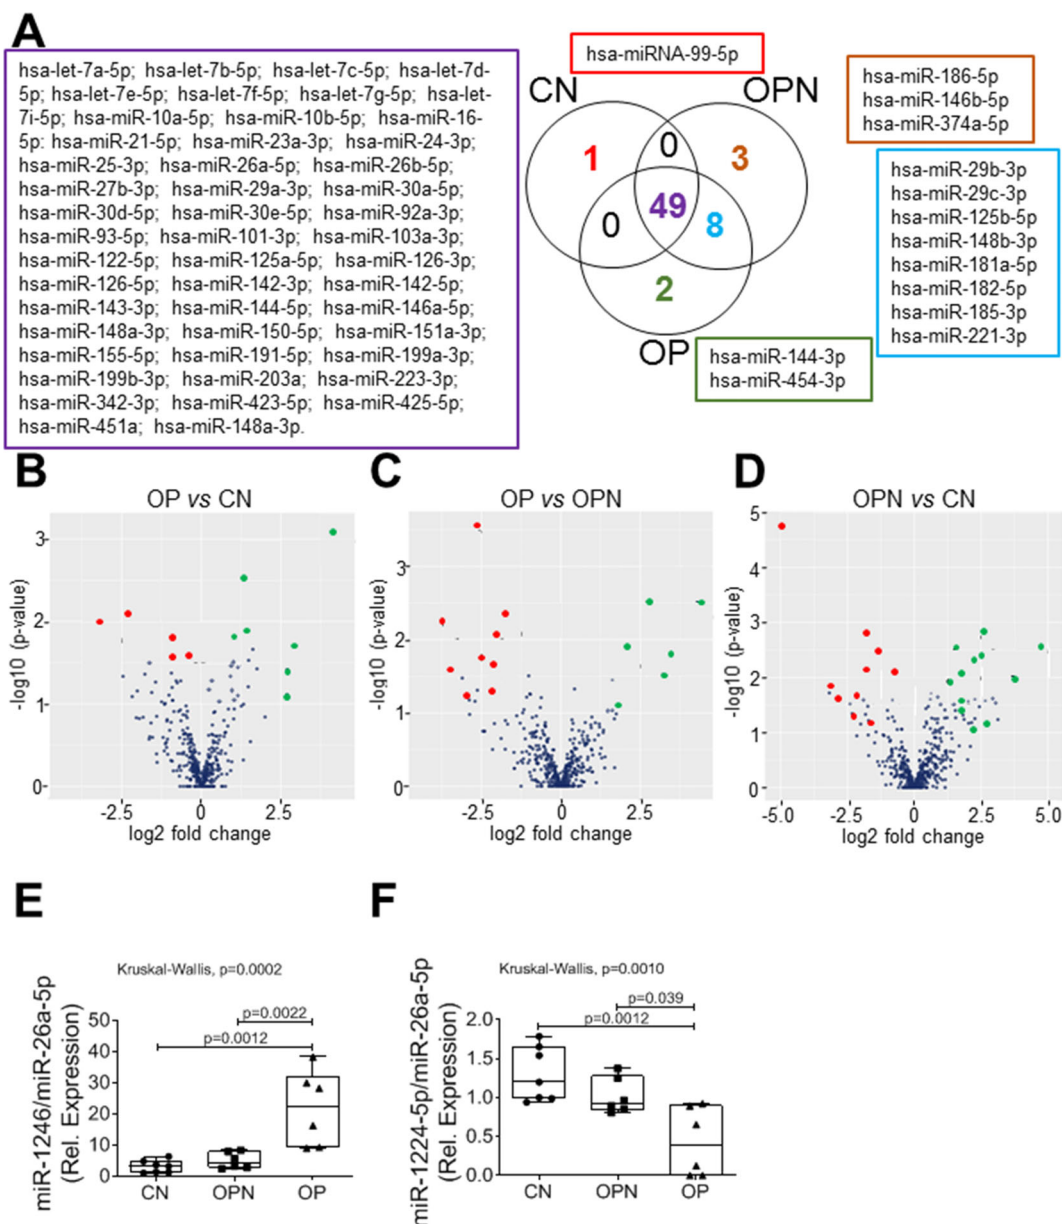 A
hsa-let-7a-5p; hsa-let-7b-5p; hsa-let-7c-5p; hsa-let-7d-
5p; hsa-let-7e-5p; hsa-let-7f-5p; hsa-let-7g-5p; hsa-let-
7i-5p; hsa-miR-10a-5p; hsa-miR-10b-5p; hsa-miR-16-
5p; hsa-miR-21-5p; hsa-miR-23a-3p; hsa-miR-24-3p;
hsa-miR-25-3p; hsa-miR-26a-5p; hsa-miR-26b-5p;
hsa-miR-27b-3p; hsa-miR-29a-3p; hsa-miR-30a-5p;
hsa-miR-30d-5p; hsa-miR-30e-5p; hsa-miR-92a-3p;
hsa-miR-93-5p; hsa-miR-101-3p; hsa-miR-103a-3p;
hsa-miR-122-5p; hsa-miR-125a-5p; hsa-miR-126-3p;
hsa-miR-126-5p; hsa-miR-142-3p; hsa-miR-142-5p;
hsa-miR-143-3p; hsa-miR-144-5p; hsa-miR-146a-5p;
hsa-miR-148a-3p; hsa-miR-150-5p; hsa-miR-151a-3p;
hsa-miR-155-5p; hsa-miR-191-5p; hsa-miR-199a-3p;
hsa-miR-199b-3p; hsa-miR-203a; hsa-miR-223-3p;
hsa-miR-342-3p; hsa-miR-423-5p; hsa-miR-425-5p;
hsa-miR-451a; hsa-miR-148a-3p.
hsa-miRNA-99-5p
CN
OPN
1
0
3
0
49
8
2
OP
hsa-miR-186-5p
hsa-miR-146b-5p
hsa-miR-374a-5p
hsa-miR-29b-3p
hsa-miR-29c-3p
hsa-miR-125b-5p
hsa-miR-148b-3p
hsa-miR-181a-5p
hsa-miR-182-5p
hsa-miR-185-3p
hsa-miR-221-3p
hsa-miR-144-3p
hsa-miR-454-3p
B
OP vs CN
-log10 (p-value)
3
2
1
0
-2.5 0 2.5
log2 fold change
C
OP vs OPN
-log10 (p-value)
3
2
1
0
-2.5 0 2.5
log2 fold change
D
OPN vs CN
-log10 (p-value)
5
4
3
2
1
0
-5.0 -2.5 0 2.5 5.0
log2 fold change
E
Kruskal-Wallis, p=0.0002
p=0.0022
p=0.0012
miR-1246/miR-26a-5p
(Rel. Expression)
50
40
30
20
10
0
CN OPN OP
F
Kruskal-Wallis, p=0.0010
p=0.039
p=0.0012
miR-1224-5p/miR-26a-5p
(Rel. Expression)
2.0
1.5
1.0
0.5
0.0
CN OPN OP